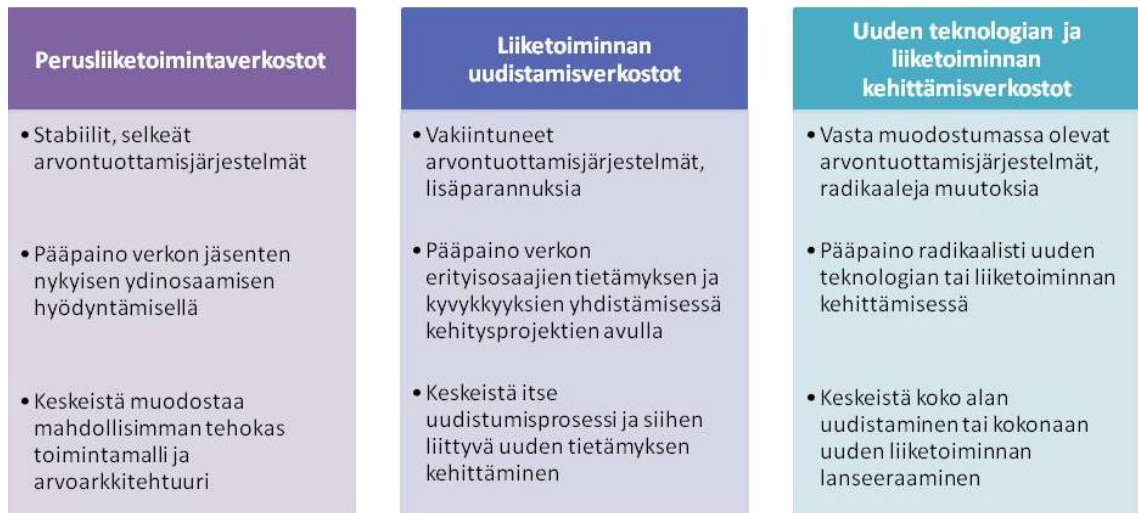 Perusliiketoimintaverkostot
• Stabiilit, selkeät
arvontuottamisjärjestelmät
• Pääpaino verkon jäsenten
nykyisen ydinosaamisen
hyödyntämisellä
• Keskeistä muodostaa
mahdollisimman tehokas
toimintamalli ja
arvoarkkitehtuuri
Liiketoiminnan
uudistamisverkostot
• Vakiintuneet
arvontuottamisjärjestelmät,
lisäparannuksia
• Pääpaino verkon
erityisosaajien tietämyksen ja
kyvykkyyksien yhdistämisessä
kehitysprojektien avulla
• Keskeistä itse
uudistumisprosessi ja siihen
liittyvä uuden tietämyksen
kehittäminen
Uuden teknologian ja
liiketoiminnan
kehittämisverkostot
• Vasta muodostumassa olevat
arvontuottamisjärjestelmät,
radikaaleja muutoksia
• Pääpaino radikaalisti uuden
teknologian tai liiketoiminnan
kehittämisessä
• Keskeistä koko alan
uudistaminen tai kokonaan
uuden liiketoiminnan
lanseeraaminen